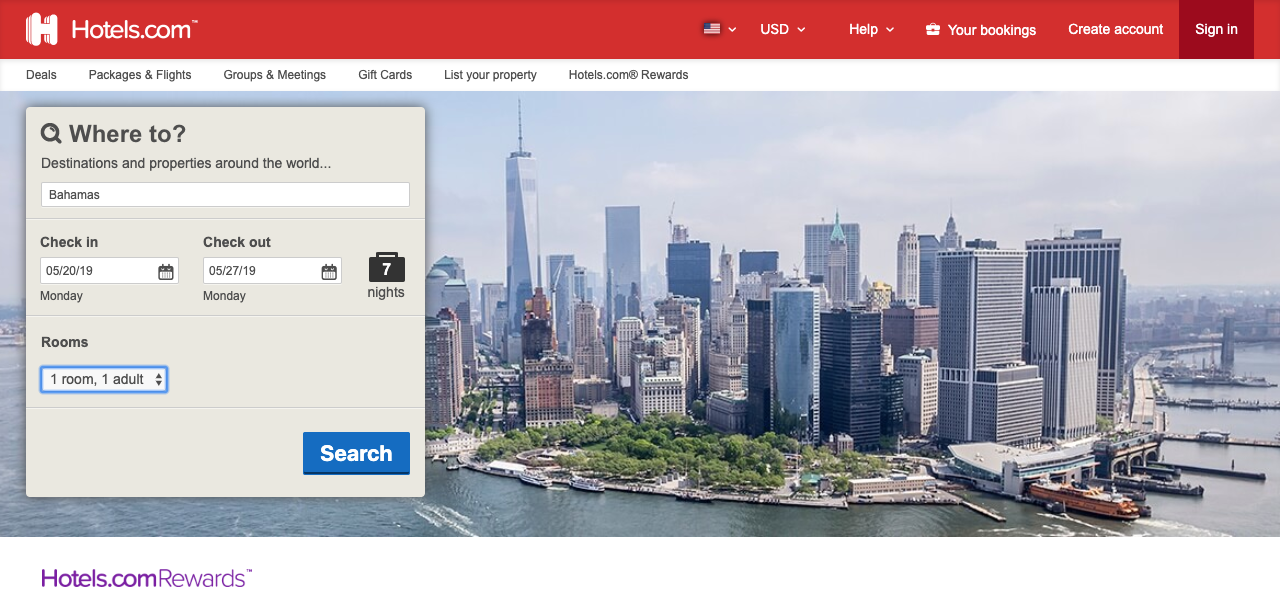 Hotels.com™
USD
Help
Your bookings
Create account
Sign in
Deals
Packages & Flights
Groups & Meetings
Gift Cards
List your property
Hotels.com® Rewards
Where to?
Destinations and properties around the world...
Bahamas
Check in
Check out
05/20/19
05/27/19
7
Monday
Monday
nights
Rooms
1 room, 1 adult
Search
Hotels.com Rewards™